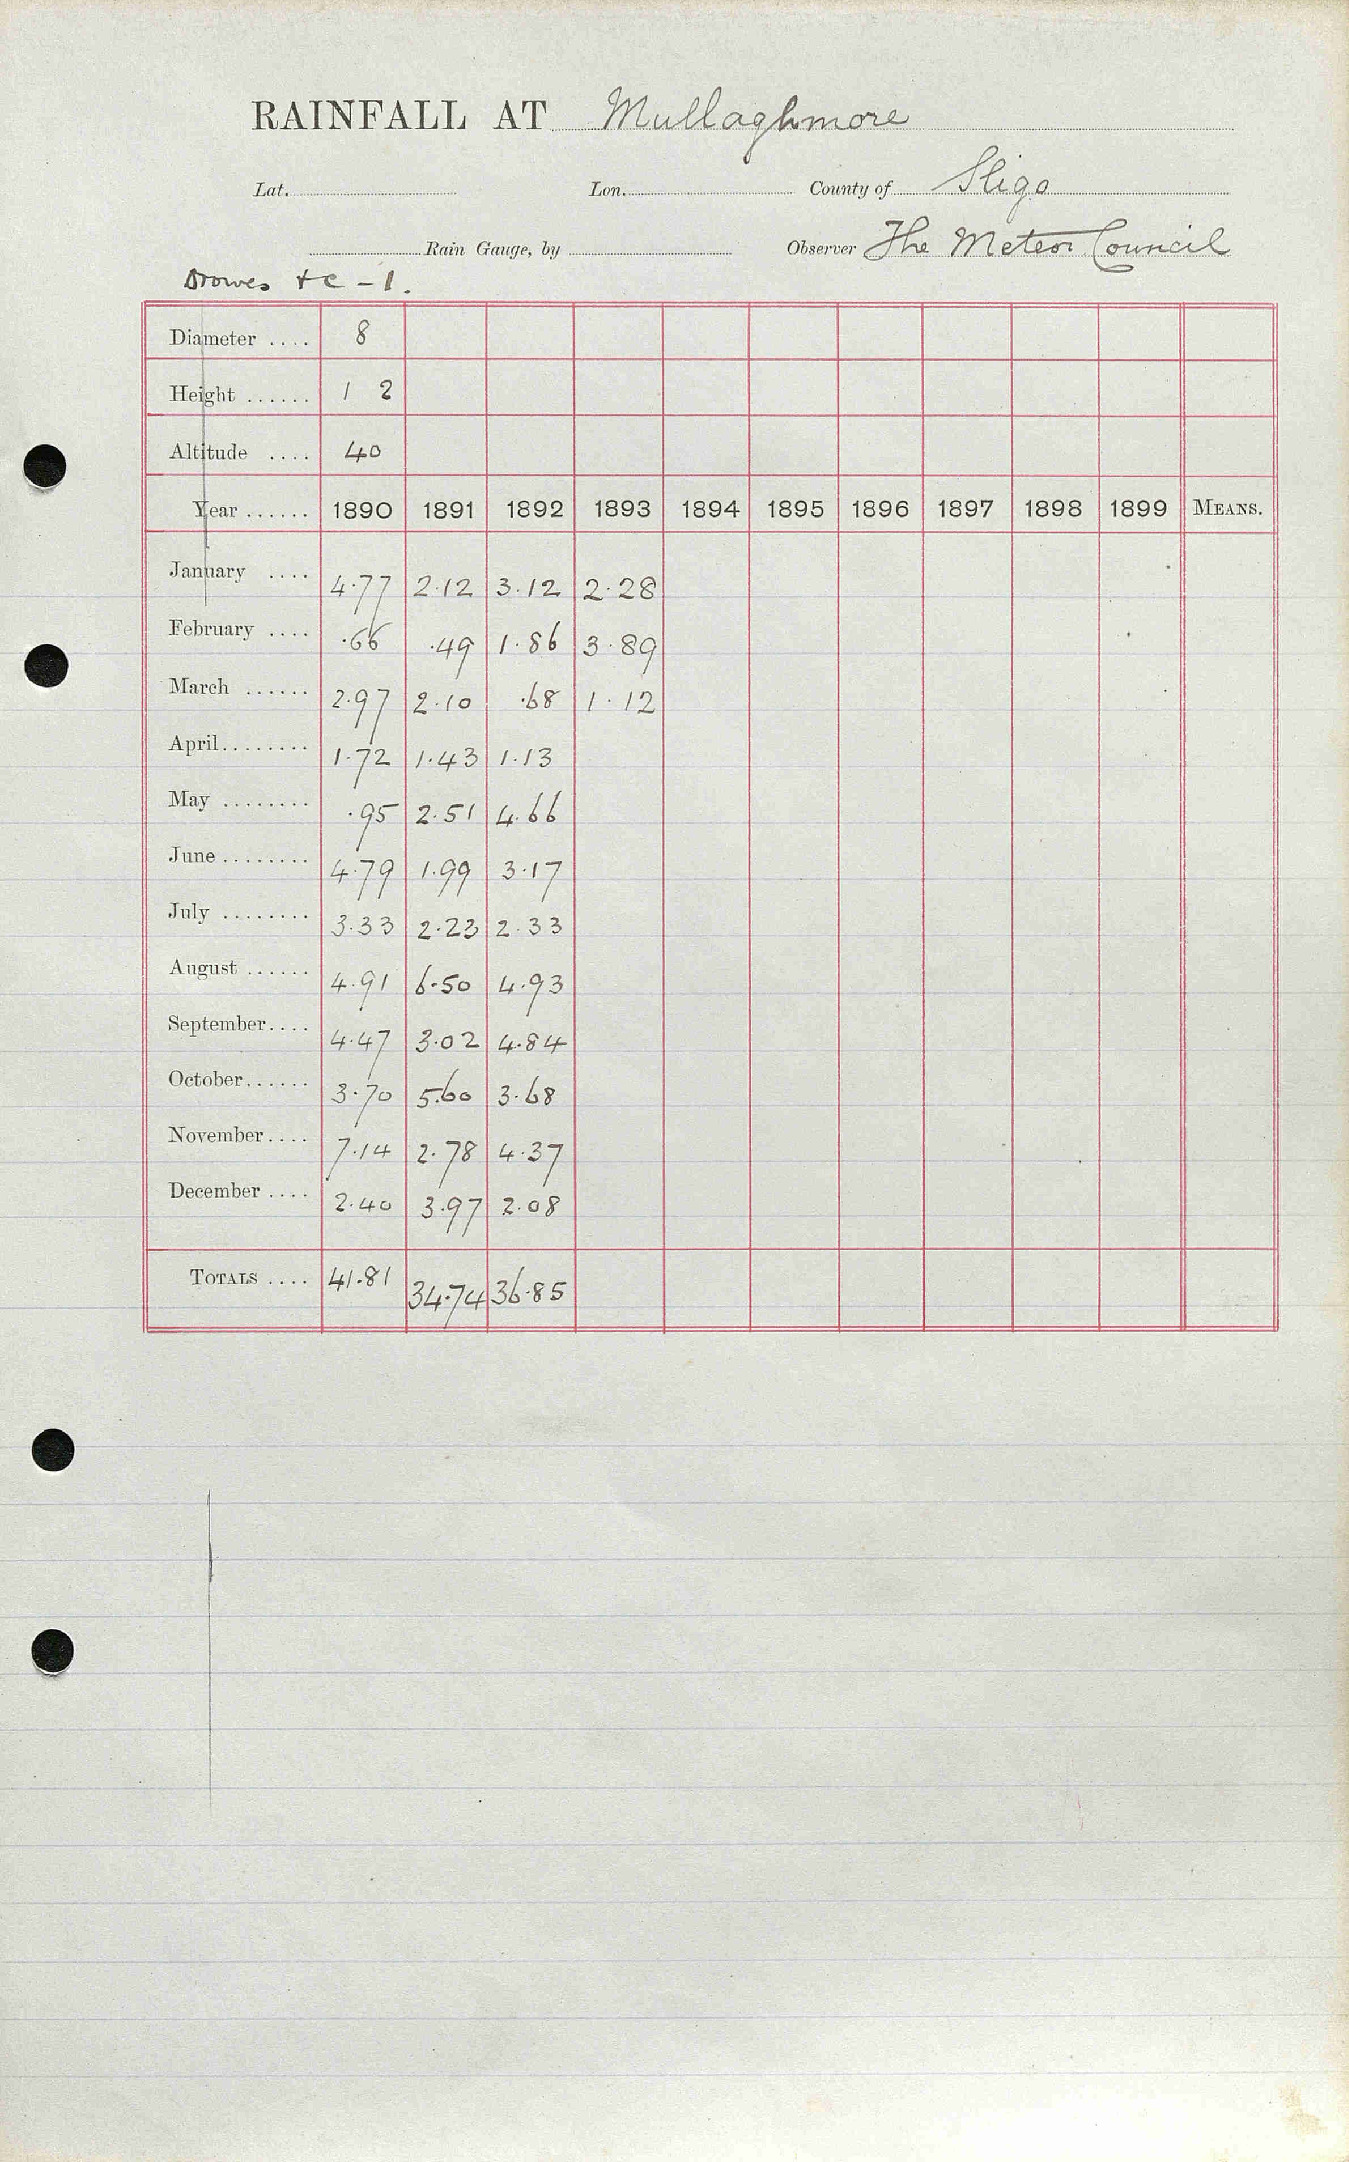 RAINFALL AT Mullaghmore
Lat. Lon. County of Sligo
Rain Gauge, by Observer The Meteor. Council
Drowes &c - 1.
Diameter .... 8
Height ...... 1 2
Altitude .... 40
Year ...... 1890 1891 1892 1893 1894 1895 1896 1897 1898 1899 MEANS.
January .... 4.77 2.12 3.12 2.28
February .... .66 .49 1.86 3.89
March ...... 2.97 2.10 .68 1.12
April........ 1.72 1.43 1.13
May ........ .95 2.51 4.66
June ........ 4.79 1.99 3.17
July ........ 3.33 2.23 2.33
August ...... 4.91 6.50 4.93
September.... 4.47 3.02 4.84
October...... 3.70 5.60 3.68
November.... 7.14 2.78 4.37
December .... 2.40 3.97 2.08
TOTALS .... 41.81 34.74 36.85